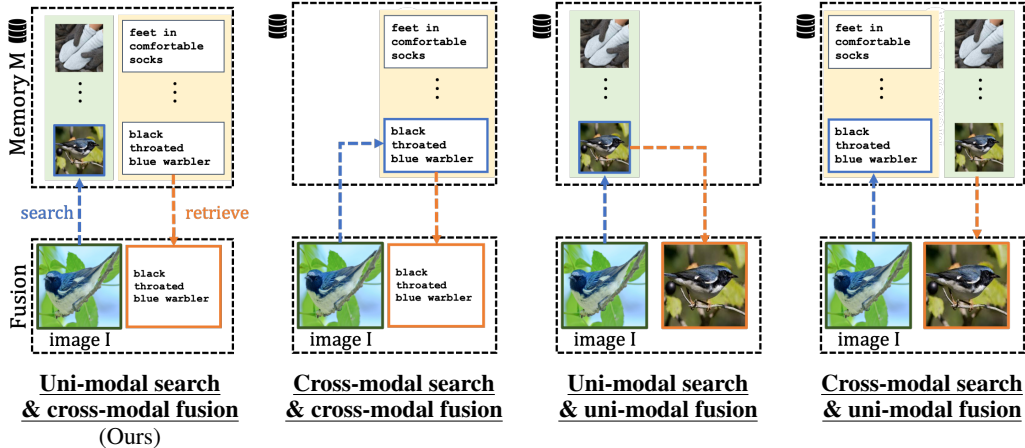 Memory M
feet in
comfortable
socks
black
throated
blue warbler
search
retrieve
Fusion
black
throated
blue warbler
image I
Uni-modal search
& cross-modal fusion
(Ours)
feet in
comfortable
socks
black
throated
blue warbler
black
throated
blue warbler
image I
Cross-modal search
& cross-modal fusion
image I
Uni-modal search
& uni-modal fusion
feet in
comfortable
socks
black
throated
blue warbler
image I
Cross-modal search
& uni-modal fusion